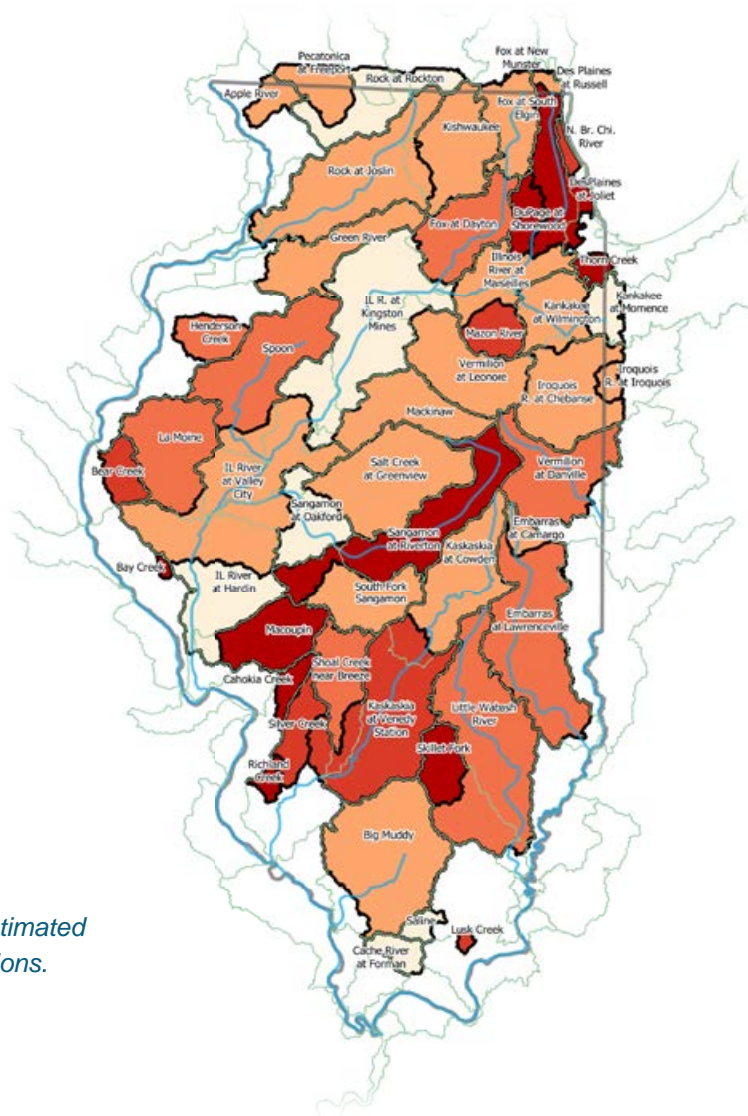 Pecatonica
at Freeport
Rock at Rockton
Apple River
Fox at New
Munster
Des Plaines
at Russell
Fox at South
Elgin
Kishwaukee
N. Br. Chi.
River
Rock at Joslin
DesPlaines
at Joliet
DuPage at
Shorewood
Fox at Dayton
Green River
Illinois
River at
Marseilles
Thorn Creek
IL R. at
Kingston
Mines
Kankakee
at Wilmington
Kankakee
at Momence
Henderson
Creek
Mazon River
Spoon
Vermillion
at Leonore
Iroquois
R. at Chebanse
Iroquois
R. at Iroquois
Mackinaw
La Moine
Bear Creek
IL River
at Valley
City
Salt Creek
at Greenview
Vermillion
at Danville
Sangamon
at Oakford
Sangamon
at Riverton
Embarras
at Camargo
Kaskaskia
at Cowden
Bay Creek
IL River
at Hardin
South Fork
Sangamon
Embarras
at Lawrenceville
Macoupin
Shoal Creek
near Breeze
Cahokia Creek
Kaskaskia
at Venedy
Station
Little Wabash
River
Silver Creek
Skillet Fork
Richland
Creek
Big Muddy
Saline
Lusk Creek
Cache River
at Forman
timated
ions.